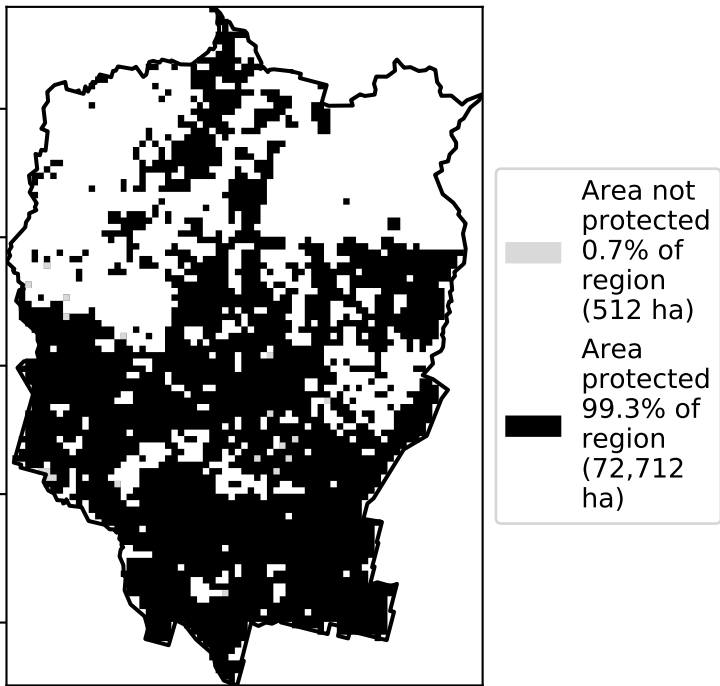 Area not
protected
0.7% of
region
(512 ha)
Area
protected
99.3% of
region
(72,712
ha)